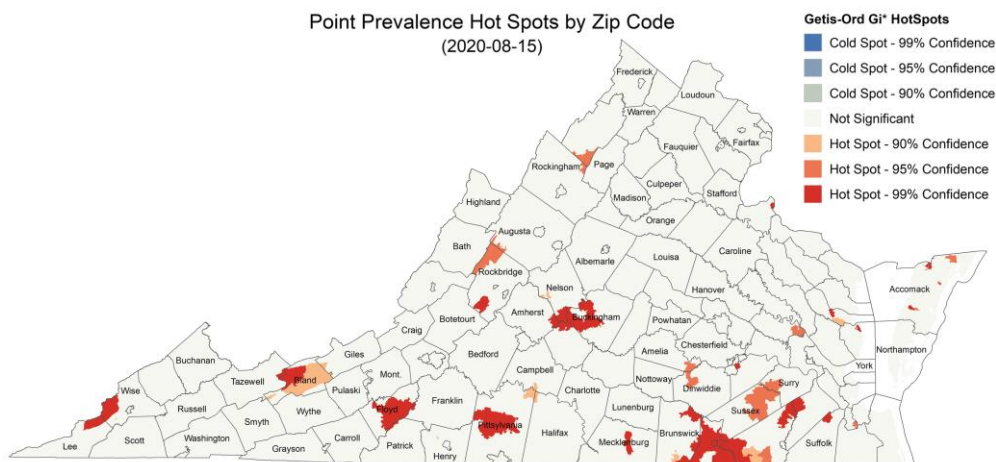 Point Prevalence Hot Spots by Zip Code
(2020-08-15)
Getis-Ord Gi* HotSpots
Cold Spot - 99% Confidence
Cold Spot - 95% Confidence
Cold Spot - 90% Confidence
Not Significant
Hot Spot - 90% Confidence
Hot Spot - 95% Confidence
Hot Spot - 99% Confidence
Frederick
Loudoun
Warren
Fauquier
Fairfax
Rockingham
Page
Culpeper
Madison
Stafford
Highland
Orange
Augusta
Bath
Caroline
Albemarle
Louisa
Rockbridge
Hanover
Accomack
Nelson
Botetourt
Amherst
Buckingham
Powhatan
Craig
Chesterfield
Northampton
Buchanan
Giles
Bedford
Amelia
York
Tazewell
Bland
Mont.
Campbell
Nottoway
Dinwiddie
Surry
Wise
Pulaski
Franklin
Charlotte
Russell
Smyth
Wythe
Floyd
Lunenburg
Sussex
Pittsylvania
Halifax
Brunswick
Lee
Scott
Washington
Grayson
Carroll
Patrick
Henry
Mecklenburg
Suffolk